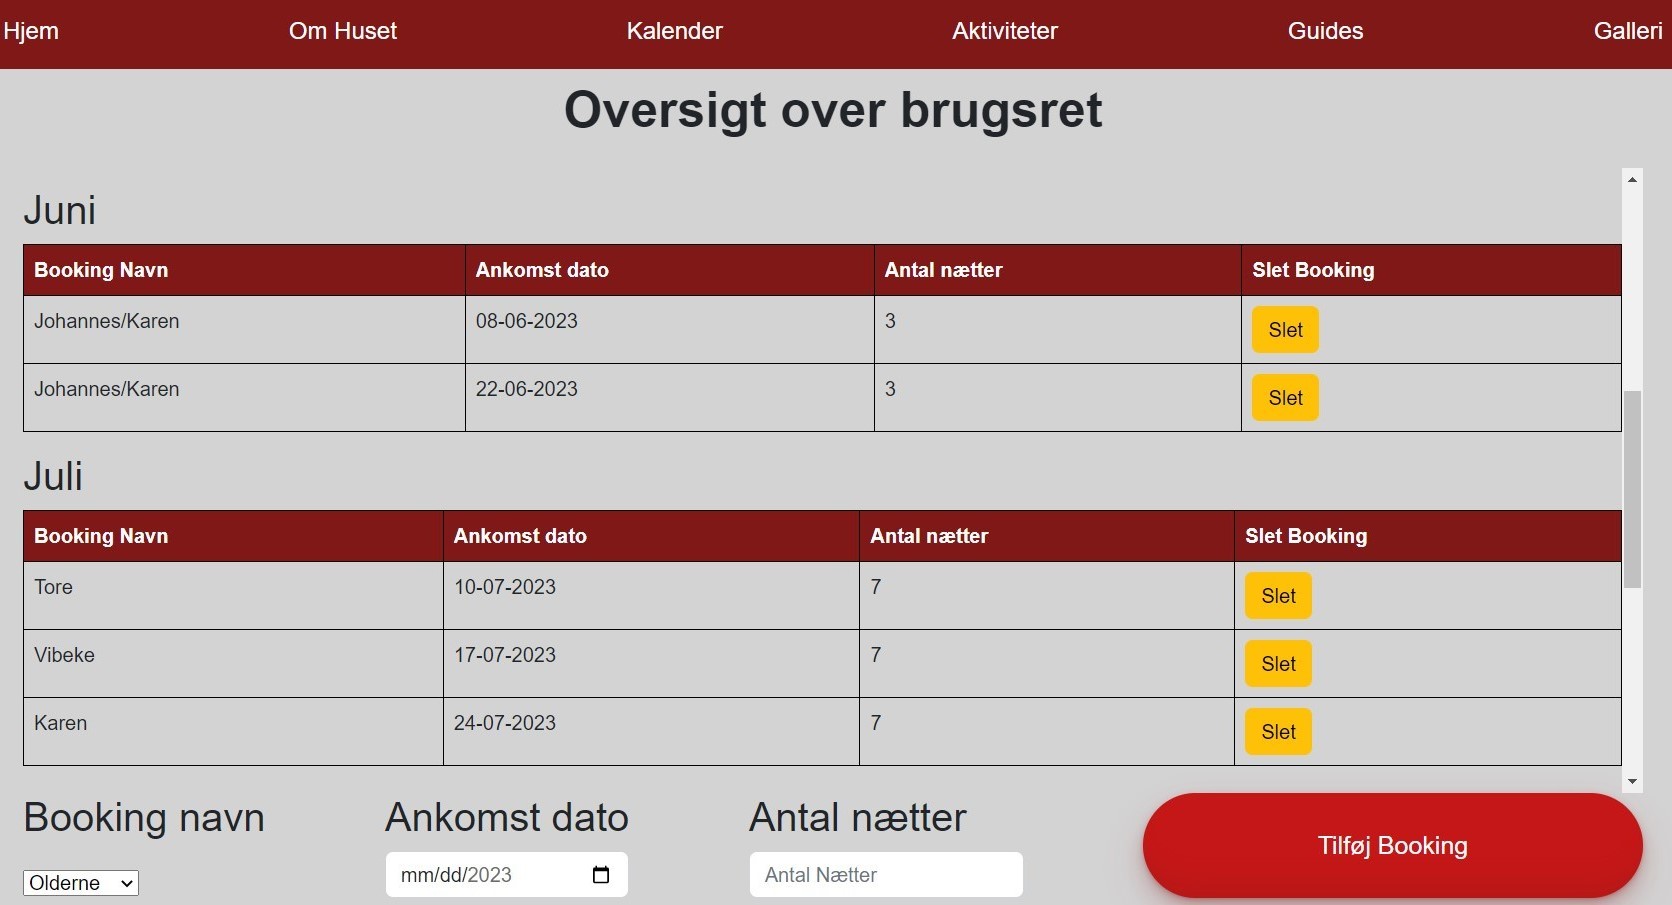 Hjem Om Huset Kalender Aktiviteter Guides Galleri
Oversigt over brugsret
Juni
Booking Navn Ankomst dato Antal nætter Slet Booking
Johannes/Karen 08-06-2023 3 Slet
Johannes/Karen 22-06-2023 3 Slet
Juli
Booking Navn Ankomst dato Antal nætter Slet Booking
Tore 10-07-2023 7 Slet
Vibeke 17-07-2023 7 Slet
Karen 24-07-2023 7 Slet
Booking navn Ankomst dato Antal nætter
Tilføj Booking
Olderne mm/dd/2023 Antal Nætter